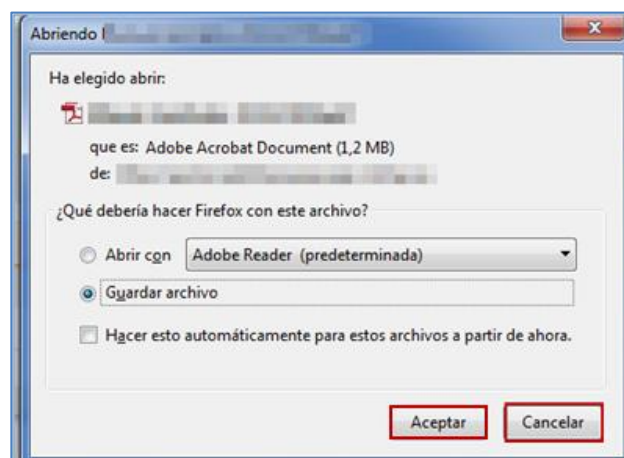 Abriendo
Ha elegido abrir:
que es: Adobe Acrobat Document (1,2 MB)
de:
¿Qué debería hacer Firefox con este archivo?
Abrir con Adobe Reader (predeterminada)
Guardar archivo
Hacer esto automáticamente para estos archivos a partir de ahora.
Aceptar Cancelar